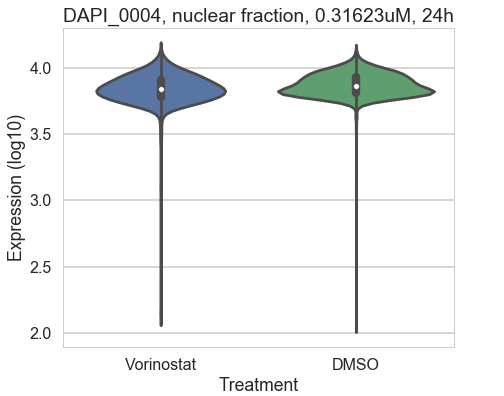 DAPI_0004, nuclear fraction, 0.31623uM, 24h
4.0
3.5
3.0
2.5
2.0
Expression (log10)
Vorinostat
DMSO
Treatment